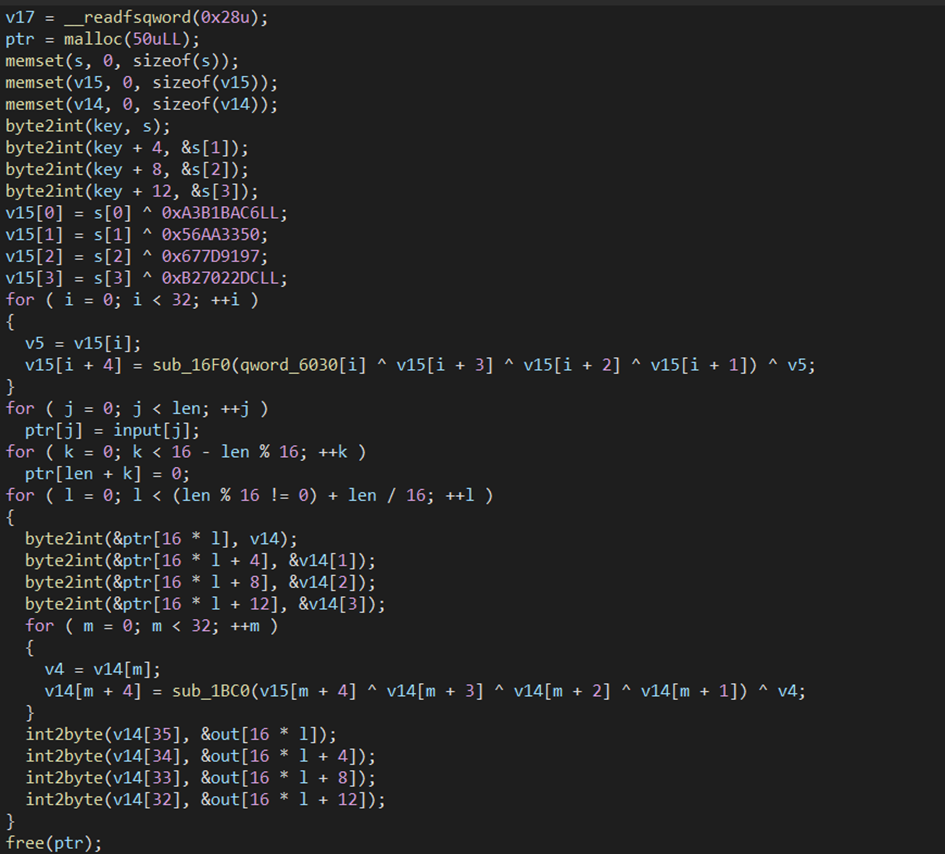 v17 = __readfsqword(0x28u);
ptr = malloc(50uLL);
memset(s, 0, sizeof(s));
memset(v15, 0, sizeof(v15));
memset(v14, 0, sizeof(v14));
byte2int(key, s);
byte2int(key + 4, &s[1]);
byte2int(key + 8, &s[2]);
byte2int(key + 12, &s[3]);
v15[0] = s[0] ^ 0xA3B1BAC6LL;
v15[1] = s[1] ^ 0x56AA3350;
v15[2] = s[2] ^ 0x677D9197;
v15[3] = s[3] ^ 0xB27022DCLL;
for ( i = 0; i < 32; ++i )
{
  v5 = v15[i];
  v15[i + 4] = sub_16F0(qword_6030[i] ^ v15[i + 3] ^ v15[i + 2] ^ v15[i + 1]) ^ v5;
}
for ( j = 0; j < len; ++j )
  ptr[j] = input[j];
for ( k = 0; k < 16 - len % 16; ++k )
  ptr[len + k] = 0;
for ( l = 0; l < (len % 16 != 0) + len / 16; ++l )
{
  byte2int(&ptr[16 * l], v14);
  byte2int(&ptr[16 * l + 4], &v14[1]);
  byte2int(&ptr[16 * l + 8], &v14[2]);
  byte2int(&ptr[16 * l + 12], &v14[3]);
  for ( m = 0; m < 32; ++m )
  {
    v4 = v14[m];
    v14[m + 4] = sub_1BC0(v15[m + 4] ^ v14[m + 3] ^ v14[m + 2] ^ v14[m + 1]) ^ v4;
  }
  int2byte(v14[35], &out[16 * l]);
  int2byte(v14[34], &out[16 * l + 4]);
  int2byte(v14[33], &out[16 * l + 8]);
  int2byte(v14[32], &out[16 * l + 12]);
}
free(ptr);